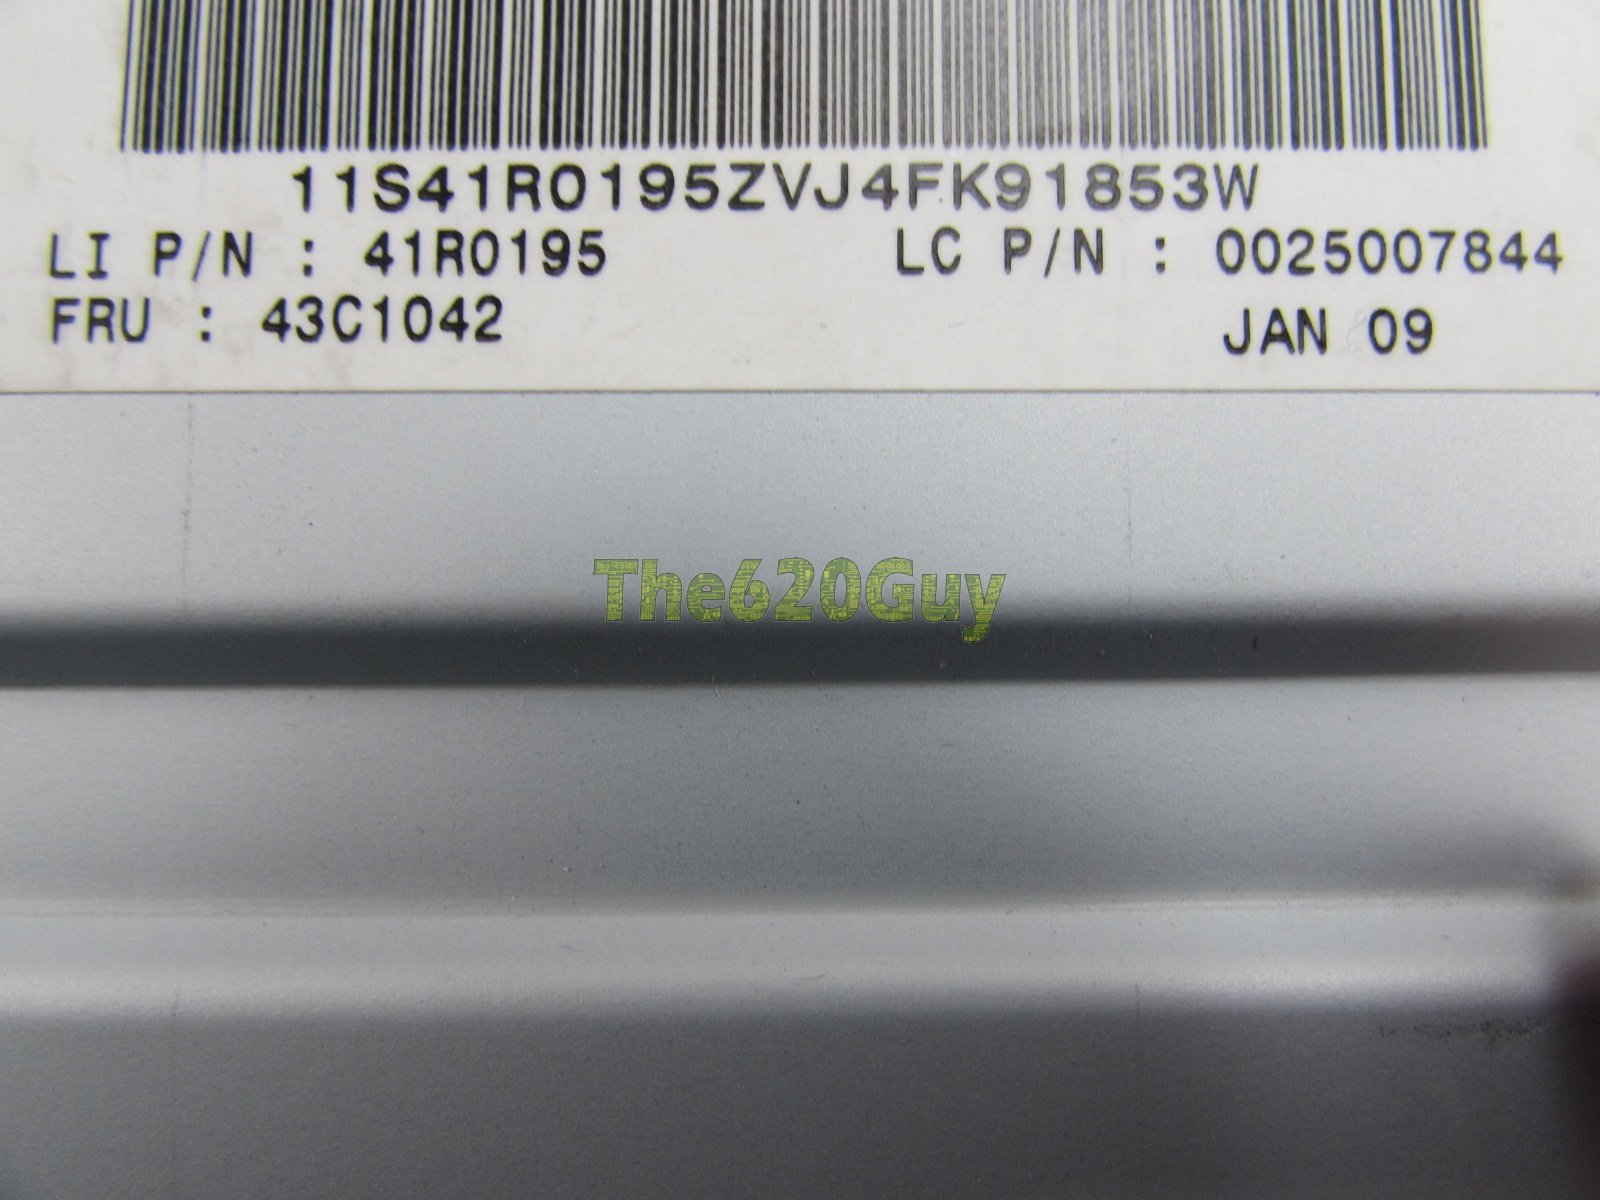 11S41R0195ZVJ4FK91853W
LI P/N : 41R0195 LC P/N : 0025007844
FRU : 43C1042 JAN 09
The620Guy